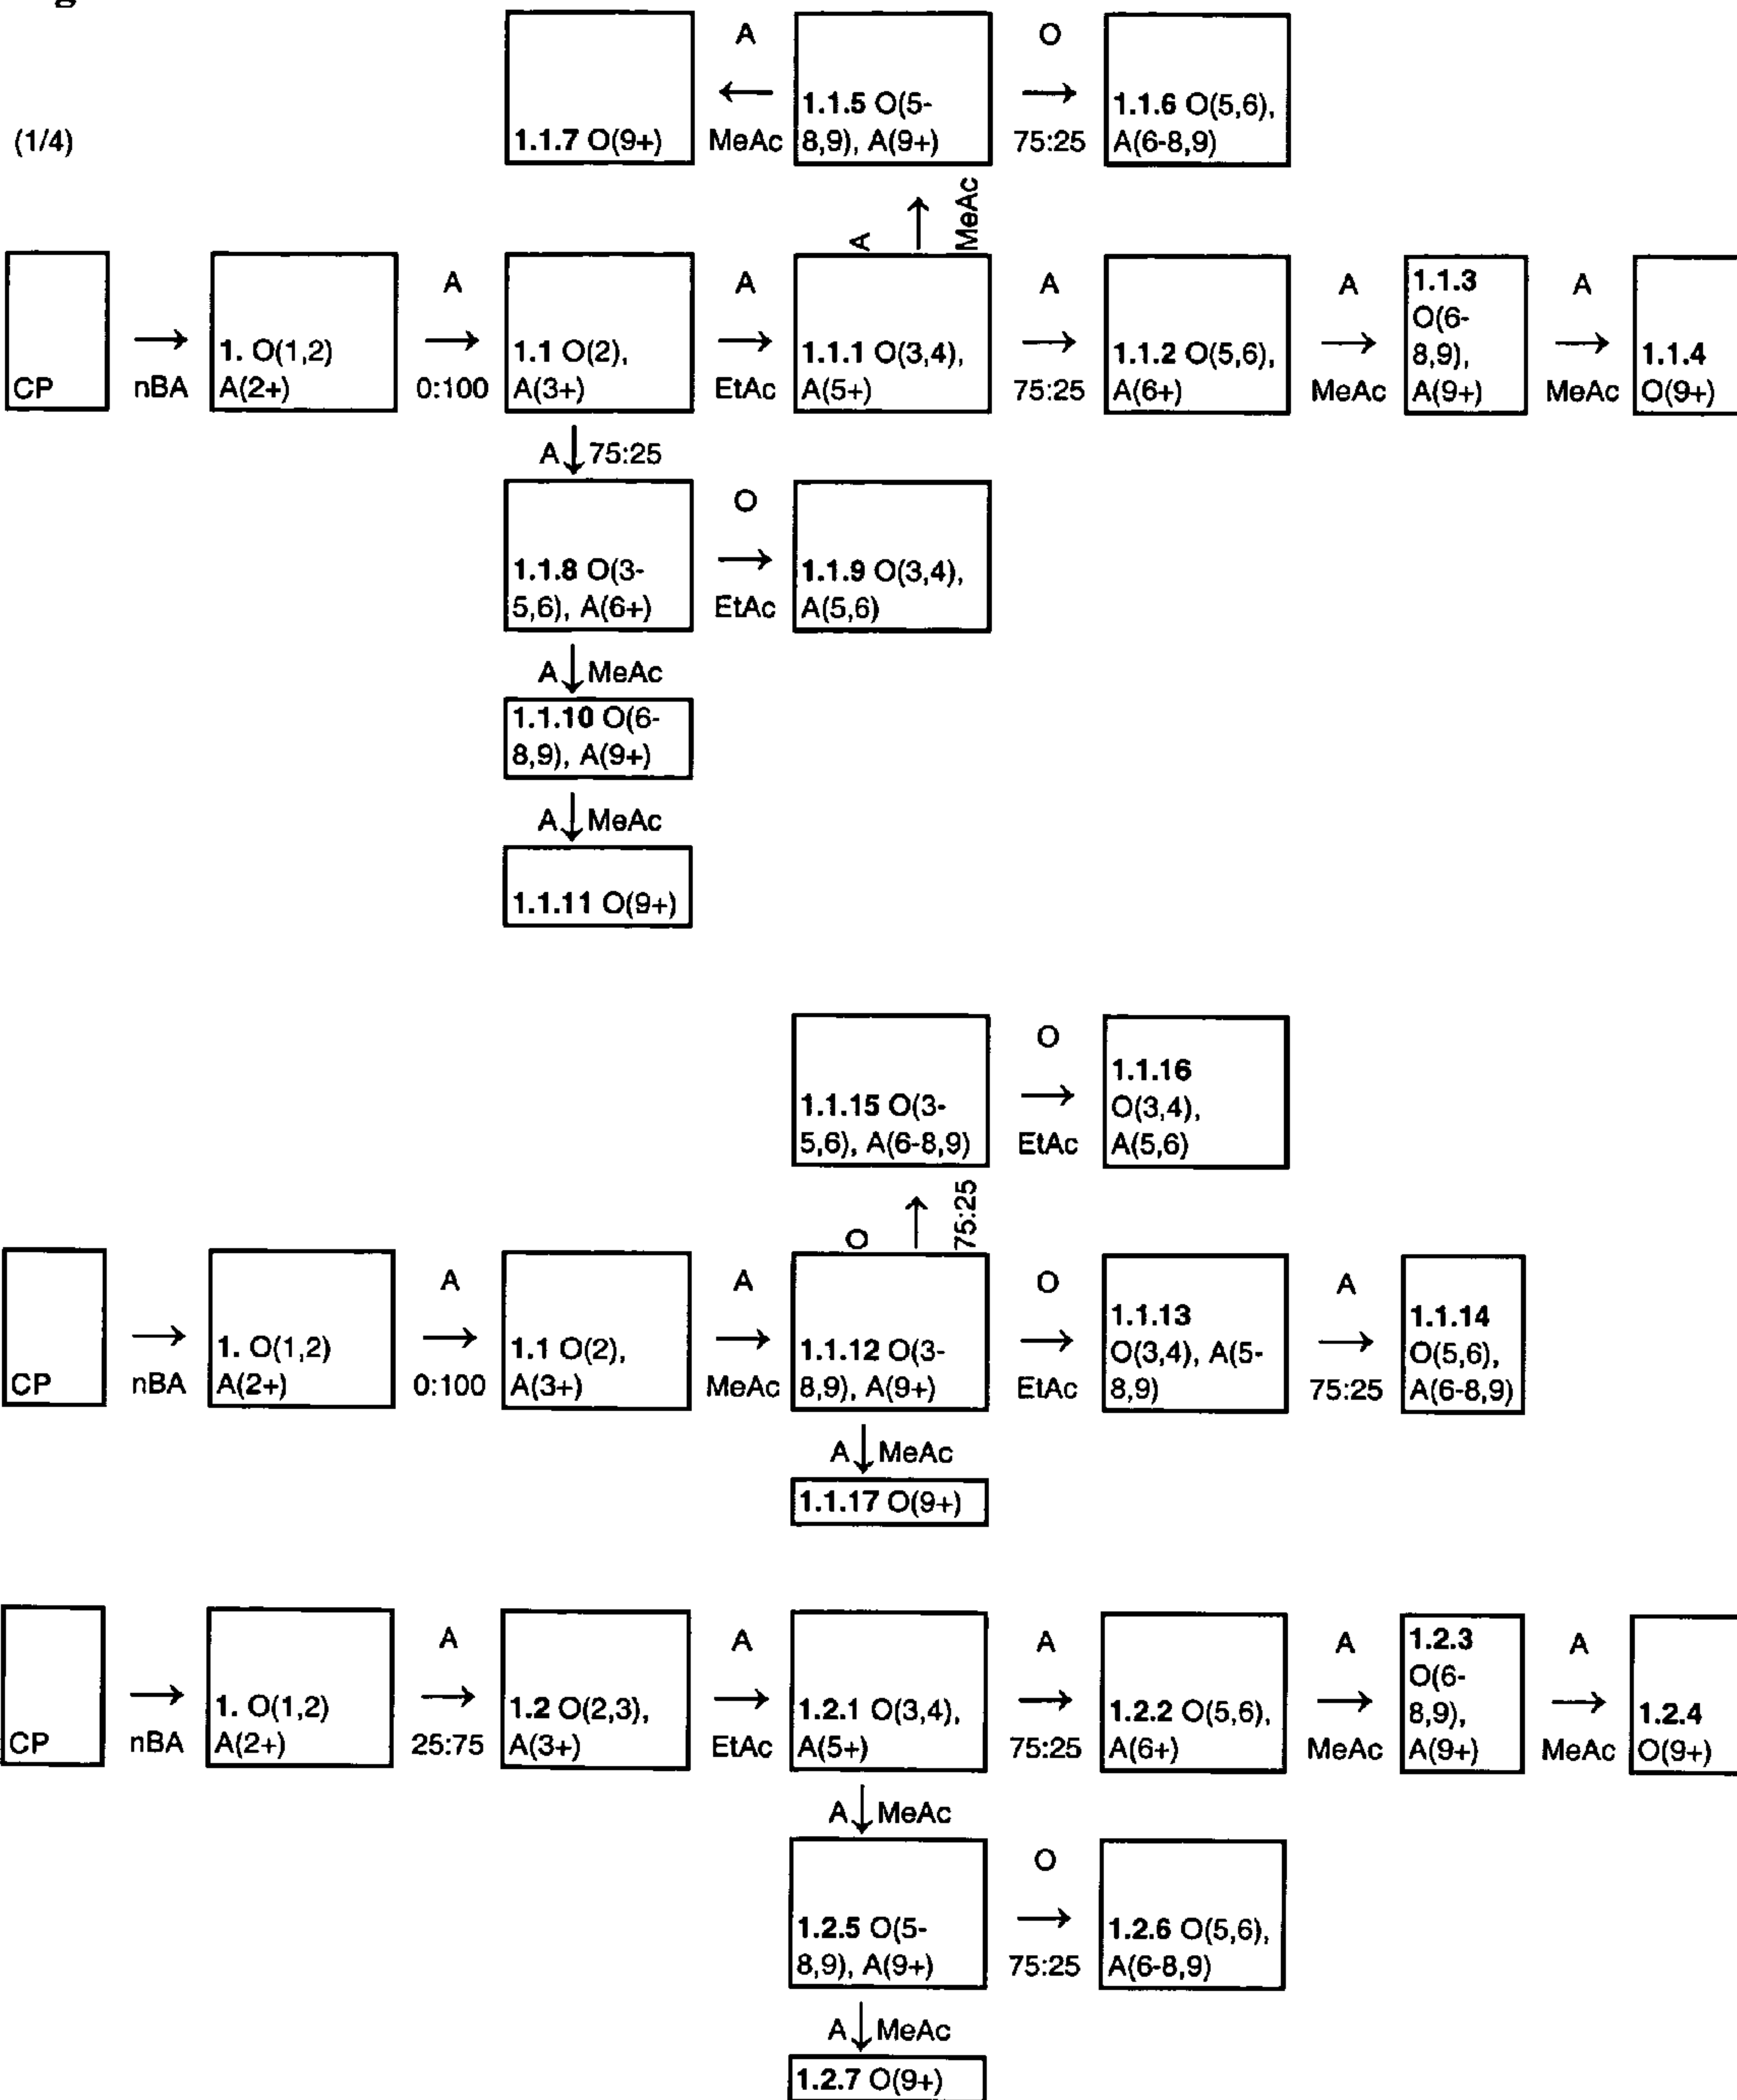 A
O
1.1.5 O(5-
1.1.6 O(5,6),
(1/4)
1.1.7 O(9+)
MeAc
8,9), A(9+)
75:25
A(6-8,9)
A
MeAc
A
A
A
A
A
1.1.3
O(6-
8,9),
A(9+)
1. O(1,2)
A(2+)
1.1 O(2),
A(3+)
1.1.1 O(3,4),
A(5+)
1.1.2 O(5,6),
A(6+)
1.1.4
O(9+)
CP
nBA
0:100
EtAc
75:25
MeAc
MeAc
A
75:25
O
1.1.8 O(3-
5,6), A(6+)
EtAc
1.1.9 O(3,4),
A(5,6)
A
MeAc
1.1.10 O(6-
8,9), A(9+)
A
MeAc
1.1.11 O(9+)
O
1.1.15 O(3-
5,6), A(6-8,9)
EtAc
1.1.16
O(3,4),
A(5,6)
O
75:25
CP
nBA
1. O(1,2)
A(2+)
A
0:100
1.1 O(2),
A(3+)
A
MeAc
1.1.12 O(3-
8,9), A(9+)
O
EtAc
1.1.13
O(3,4), A(5-
8,9)
A
75:25
1.1.14
O(5,6),
A(6-8,9)
A
MeAc
1.1.17 O(9+)
CP
nBA
1. O(1,2)
A(2+)
A
25:75
1.2 O(2,3),
A(3+)
A
EtAc
1.2.1 O(3,4),
A(5+)
A
75:25
1.2.2 O(5,6),
A(6+)
A
MeAc
1.2.3
O(6-
8,9),
A(9+)
A
MeAc
1.2.4
O(9+)
A
MeAc
1.2.5 O(5-
8,9), A(9+)
O
75:25
1.2.6 O(5,6),
A(6-8,9)
A
MeAc
1.2.7 O(9+)